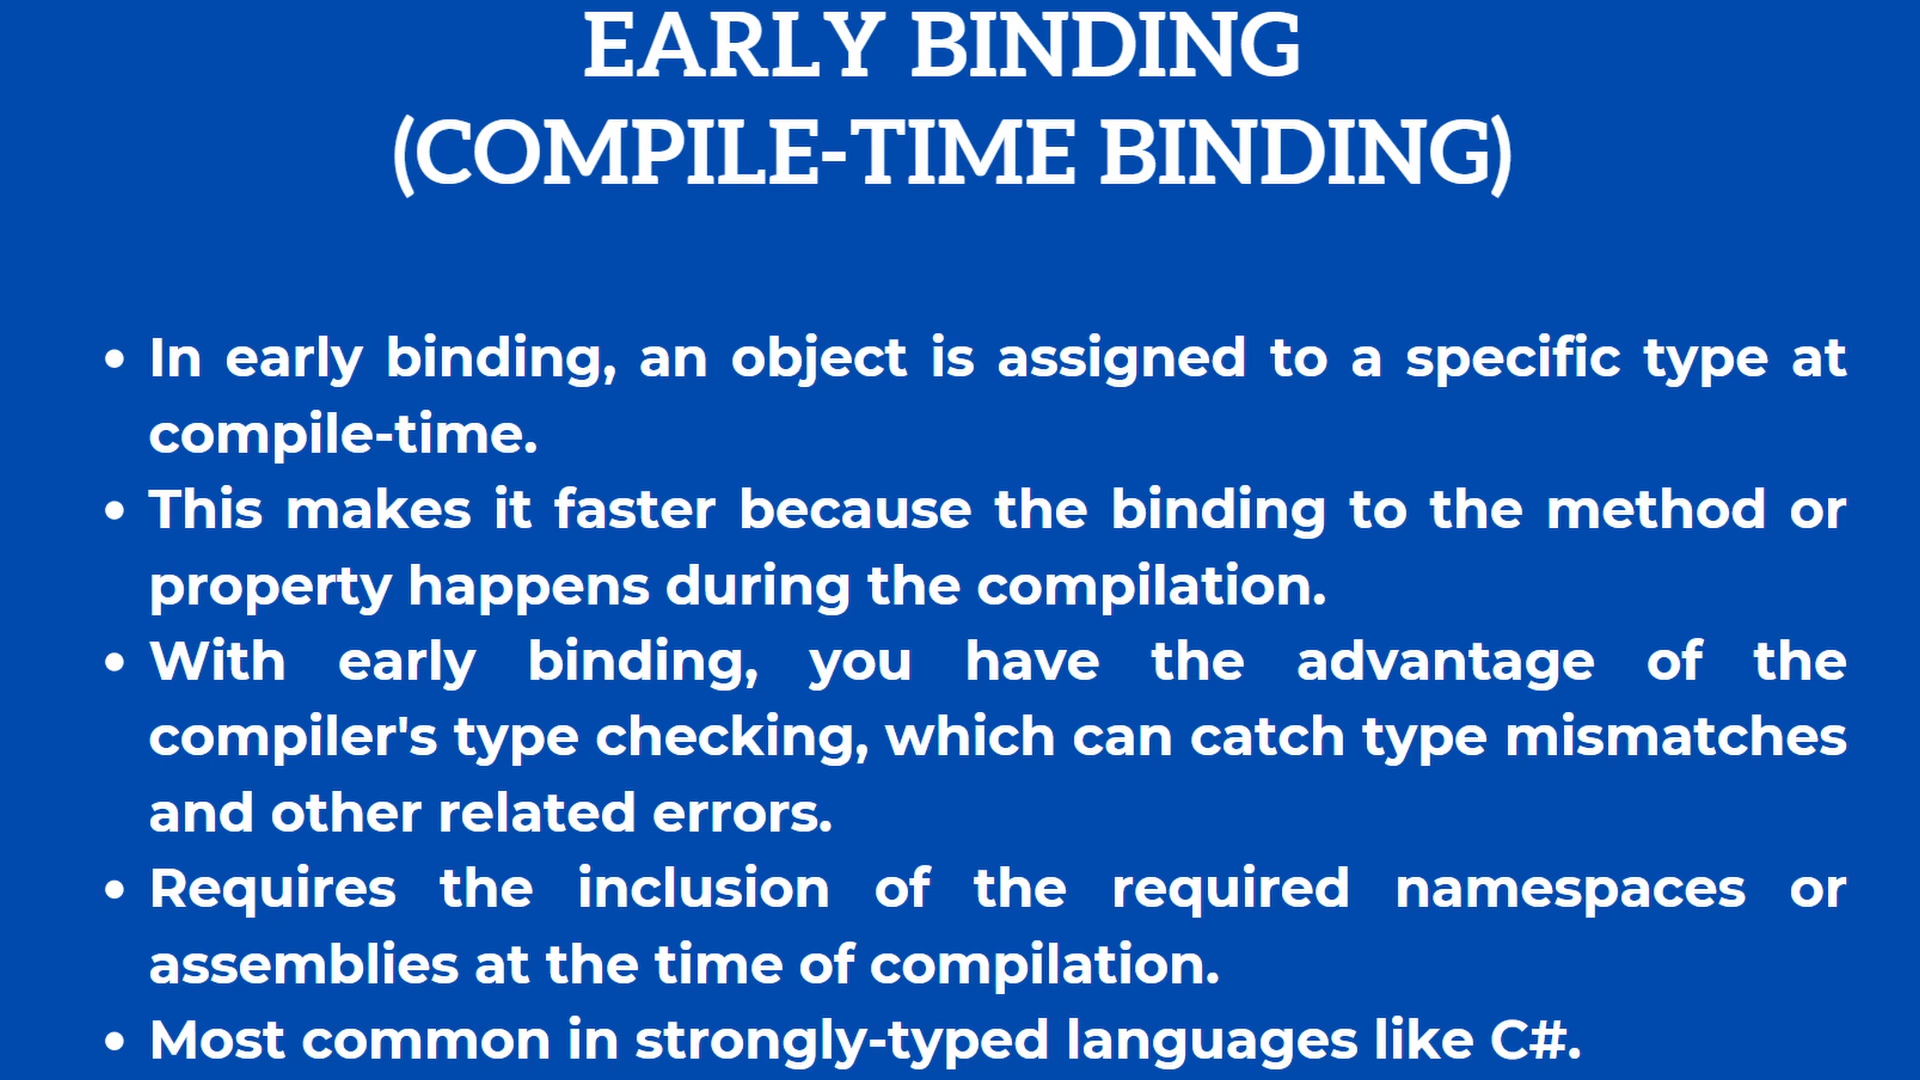 EARLY BINDING
(COMPILE-TIME BINDING)
• In early binding, an object is assigned to a specific type at
compile-time.
• This makes it faster because the binding to the method or
property happens during the compilation.
• With early binding, you have the advantage of the
compiler's type checking, which can catch type mismatches
and other related errors.
• Requires the inclusion of the required namespaces or
assemblies at the time of compilation.
• Most common in strongly-typed languages like C#.